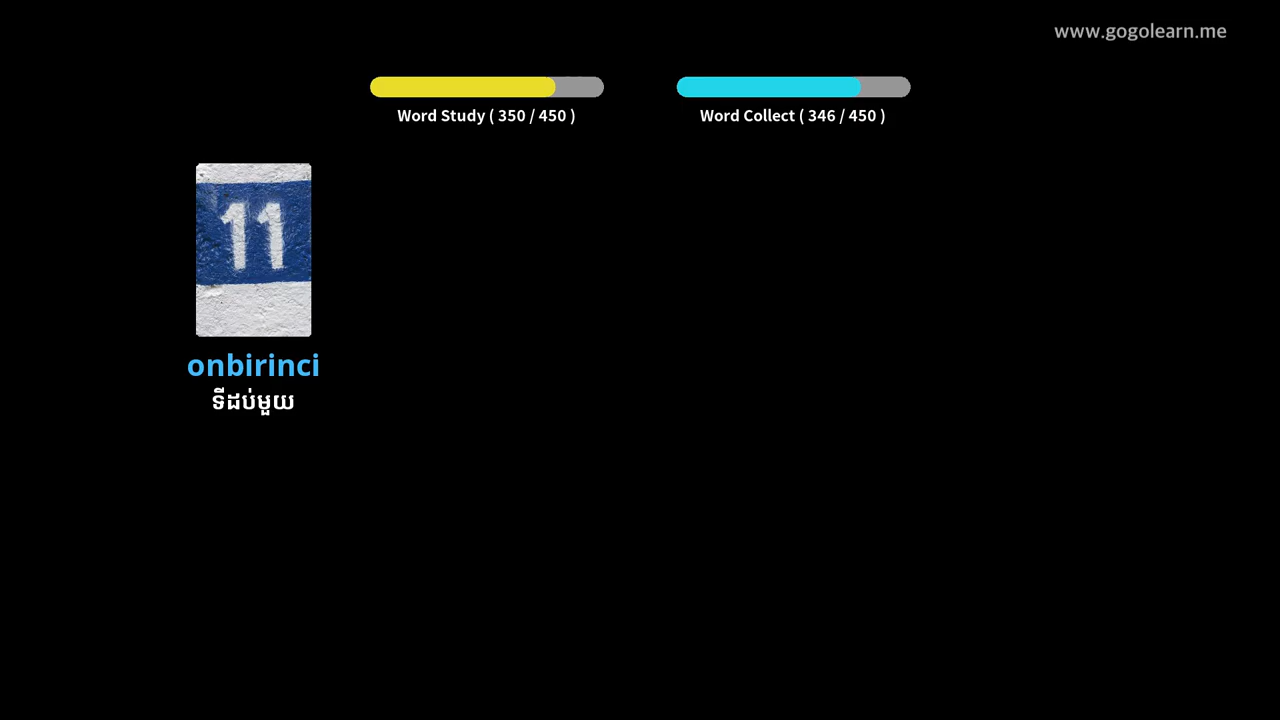 www.gogolearn.me
Word Study ( 350 / 450 )
Word Collect ( 346 / 450 )
11
onbirinci
ទីដប់មួយ